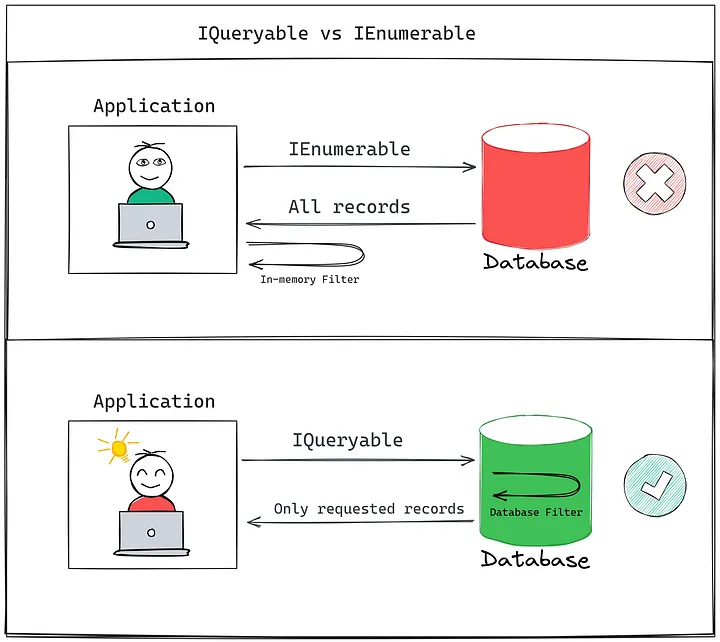 IQueryable vs IEnumerable
Application
IEnumerable
All records
In-memory Filter
Database
Application
IQueryable
Only requested records
Database Filter
Database